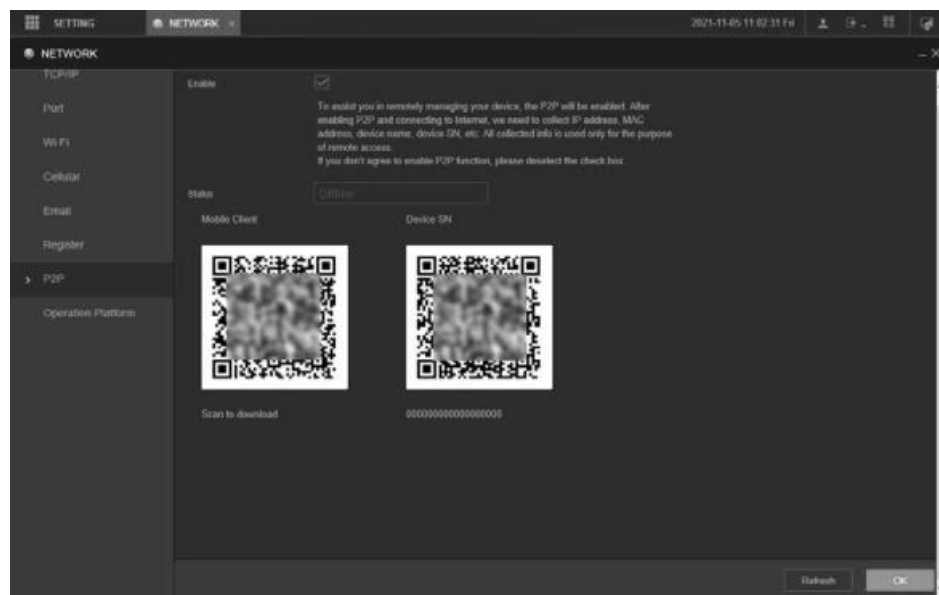 SETTING
NETWORK
2021-11-05 11:02:31 Fri
NETWORK
TCP/IP
Port
Wi-Fi
Cellular
Email
Register
P2P
Operation Platform
Enable
To assist you in remotely managing your device, the P2P will be enabled. After
enabling P2P and connecting to Internet, we need to collect IP address, MAC
address, device name, device SN, etc. All collected info is used only for the purpose
of remote access.
If you don't agree to enable P2P function, please deselect the check box.
Status
Offline
Mobile Client
Device SN
Scan to download
000000000000000000
Refresh
OK